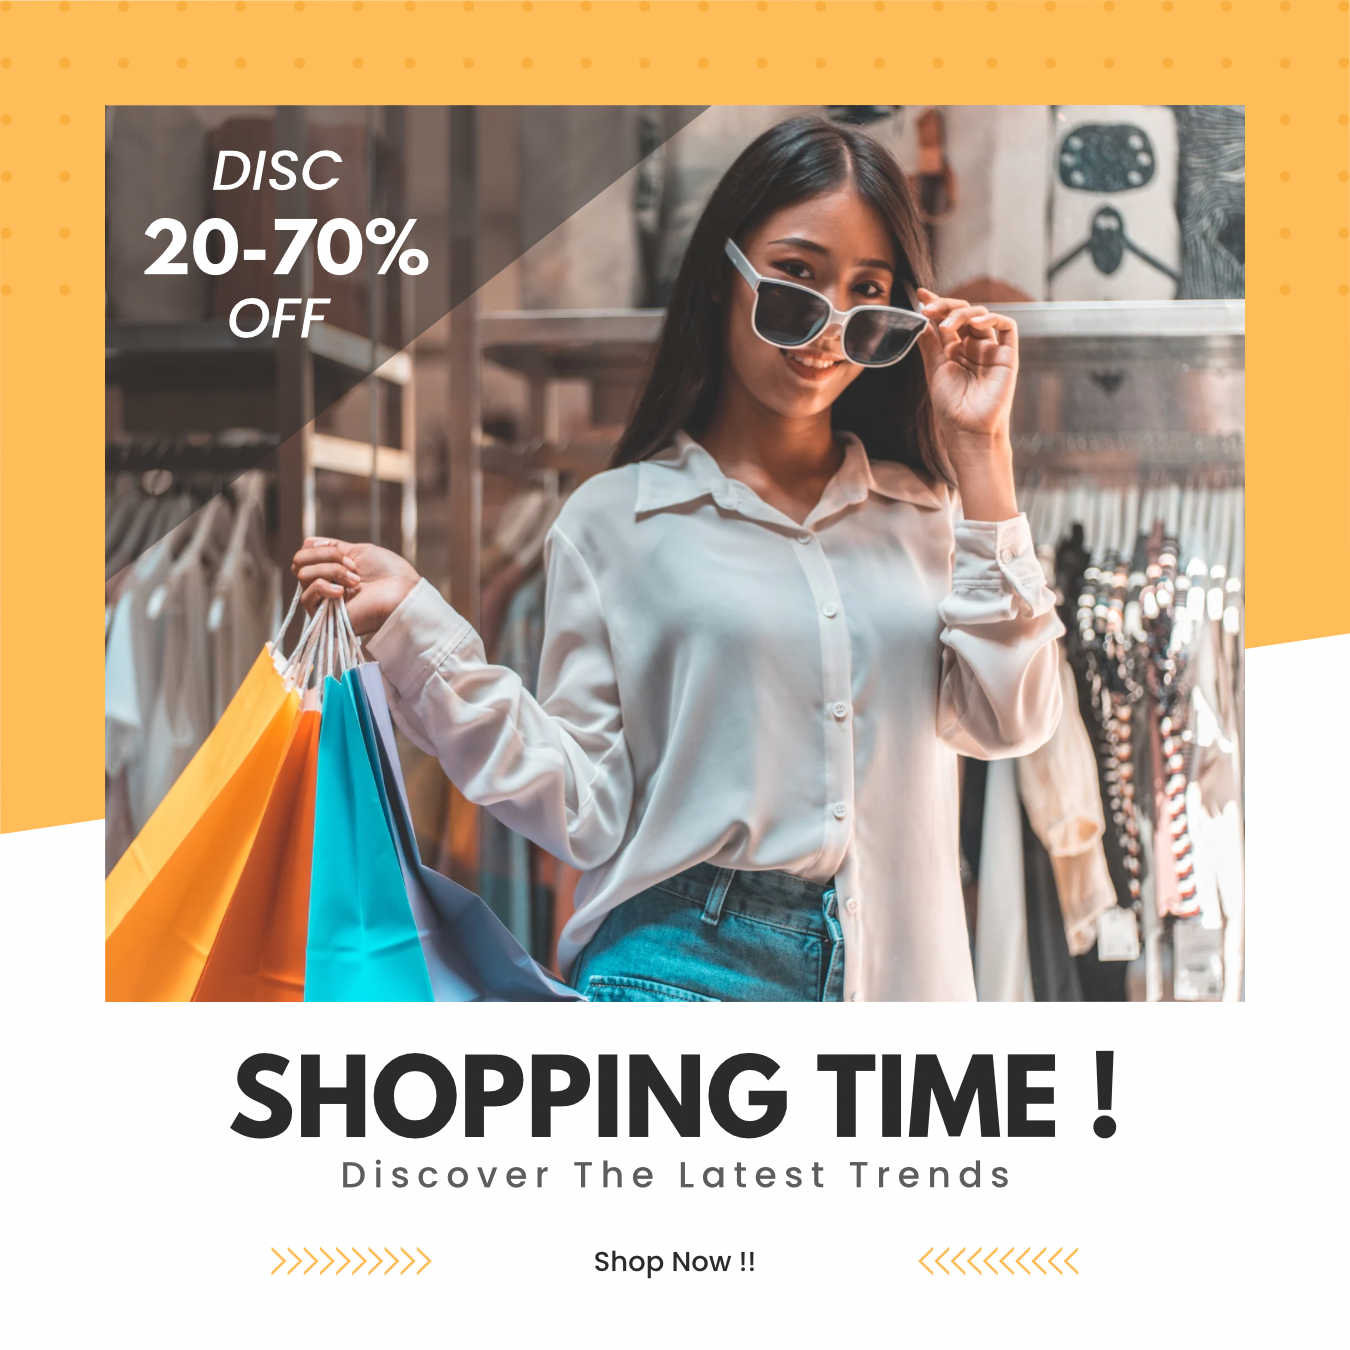 DISC
20-70%
OFF
SHOPPING TIME !
Discover The Latest Trends
Shop Now !!